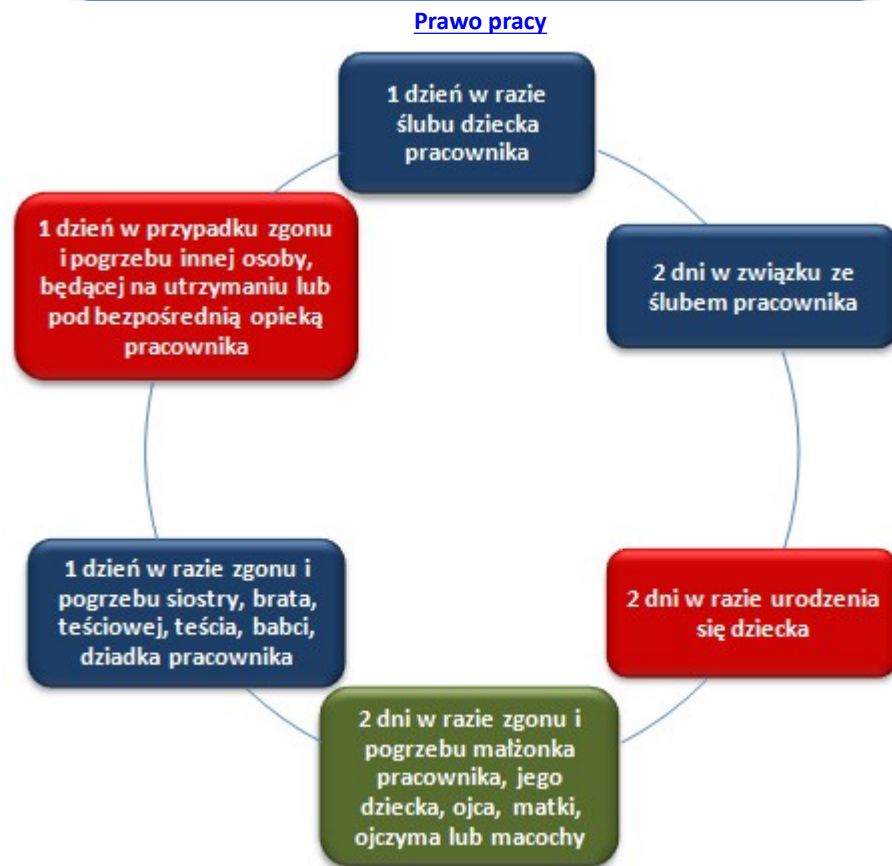 Prawo pracy
1 dzień w razie
ślubu dziecka
pracownika
2 dni w związku ze
ślubem pracownika
2 dni w razie urodzenia
się dziecka
2 dni w razie zgonu i
pogrzebu małżonka
pracownika, jego
dziecka, ojca, matki,
ojczyma lub macochy
1 dzień w razie zgonu i
pogrzebu siostry, brata,
teściowej, teścia, babci,
dziadka pracownika
1 dzień w przypadku zgonu
i pogrzebu innej osoby,
będącej na utrzymaniu lub
pod bezpośrednią opieką
pracownika